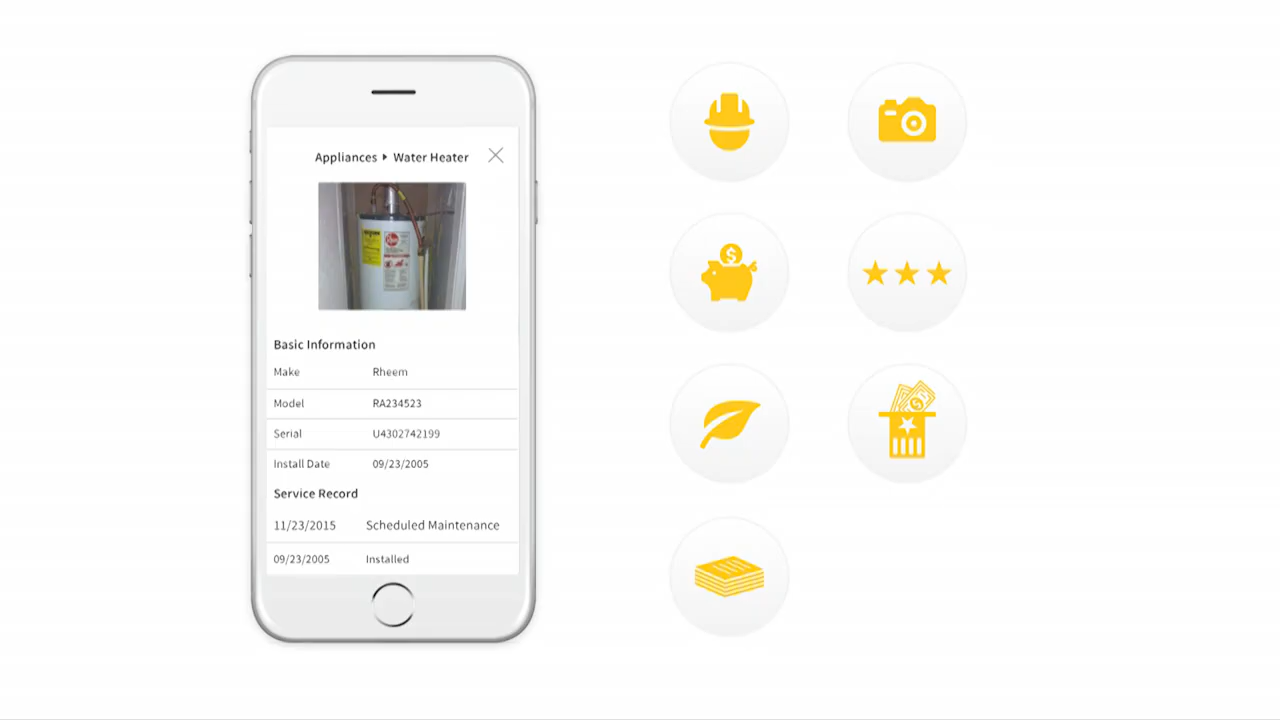 Appliances ▸ Water Heater
Basic Information
Make Rheem
Model RA234523
Serial U4302742199
Install Date 09/23/2005
Service Record
11/23/2015 Scheduled Maintenance
09/23/2005 Installed